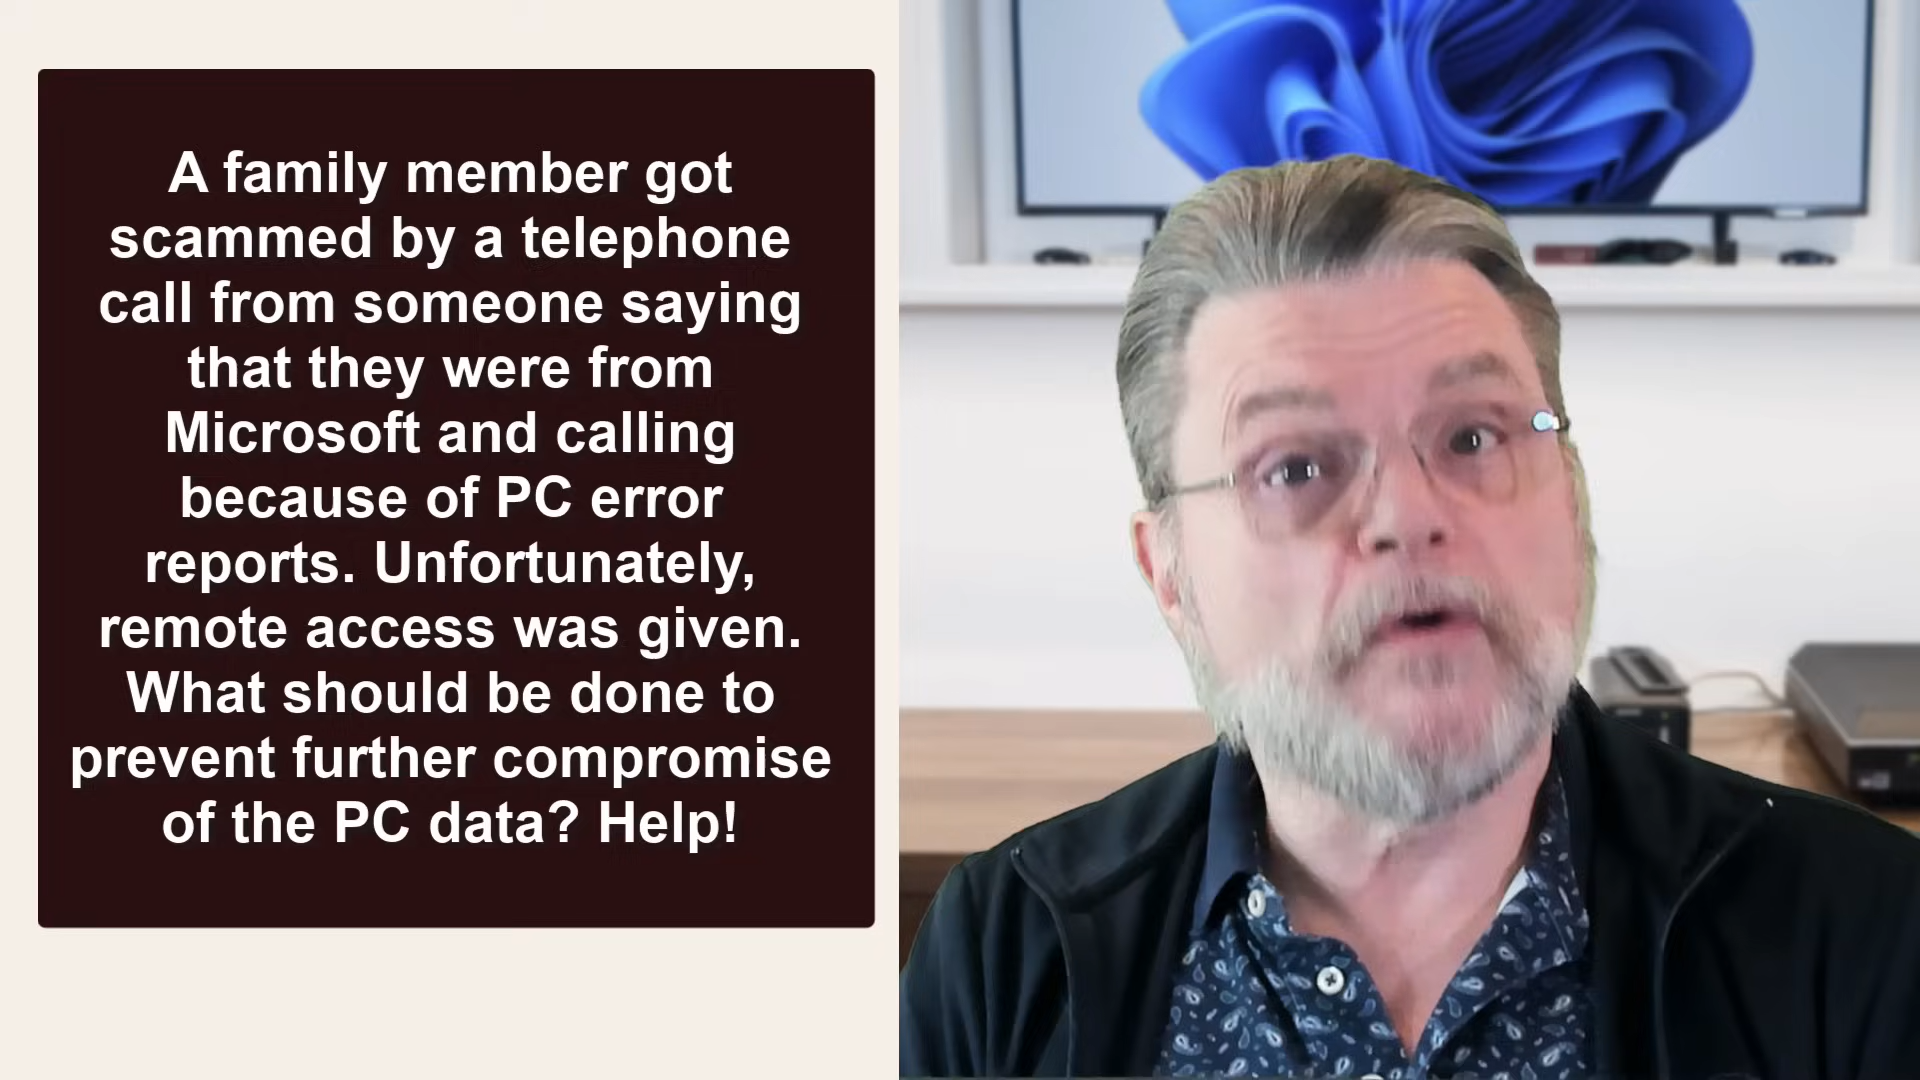 A family member got
scammed by a telephone
call from someone saying
that they were from
Microsoft and calling
because of PC error
reports. Unfortunately,
remote access was given.
What should be done to
prevent further compromise
of the PC data? Help!